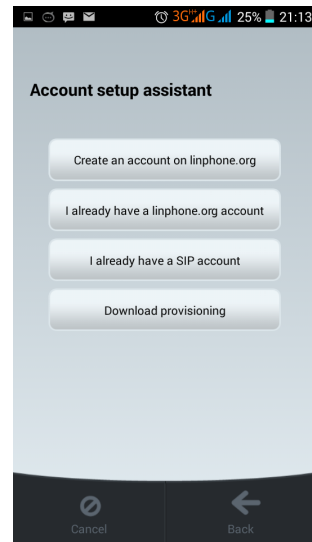 3G H+ G 25% 21:13
Account setup assistant
Create an account on linphone.org
I already have a linphone.org account
I already have a SIP account
Download provisioning
Cancel Back